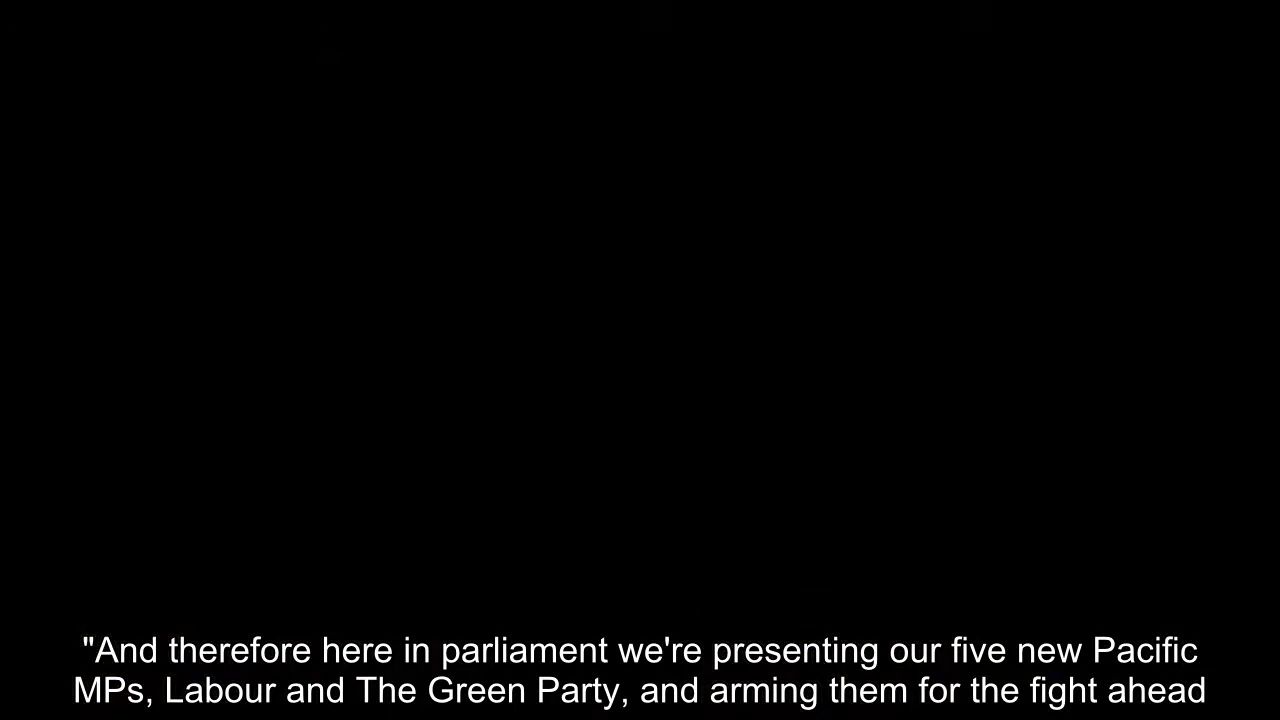 "And therefore here in parliament we're presenting our five new Pacific
MPs, Labour and The Green Party, and arming them for the fight ahead